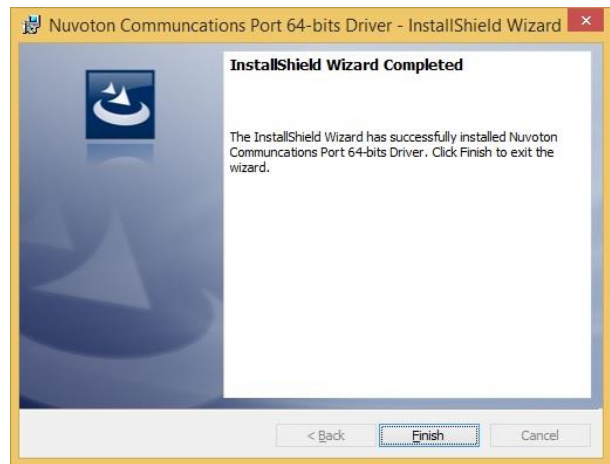 Nuvoton Communcations Port 64-bits Driver - InstallShield Wizard
InstallShield Wizard Completed
The InstallShield Wizard has successfully installed Nuvoton
Communcations Port 64-bits Driver. Click Finish to exit the
wizard.
< Back
Finish
Cancel